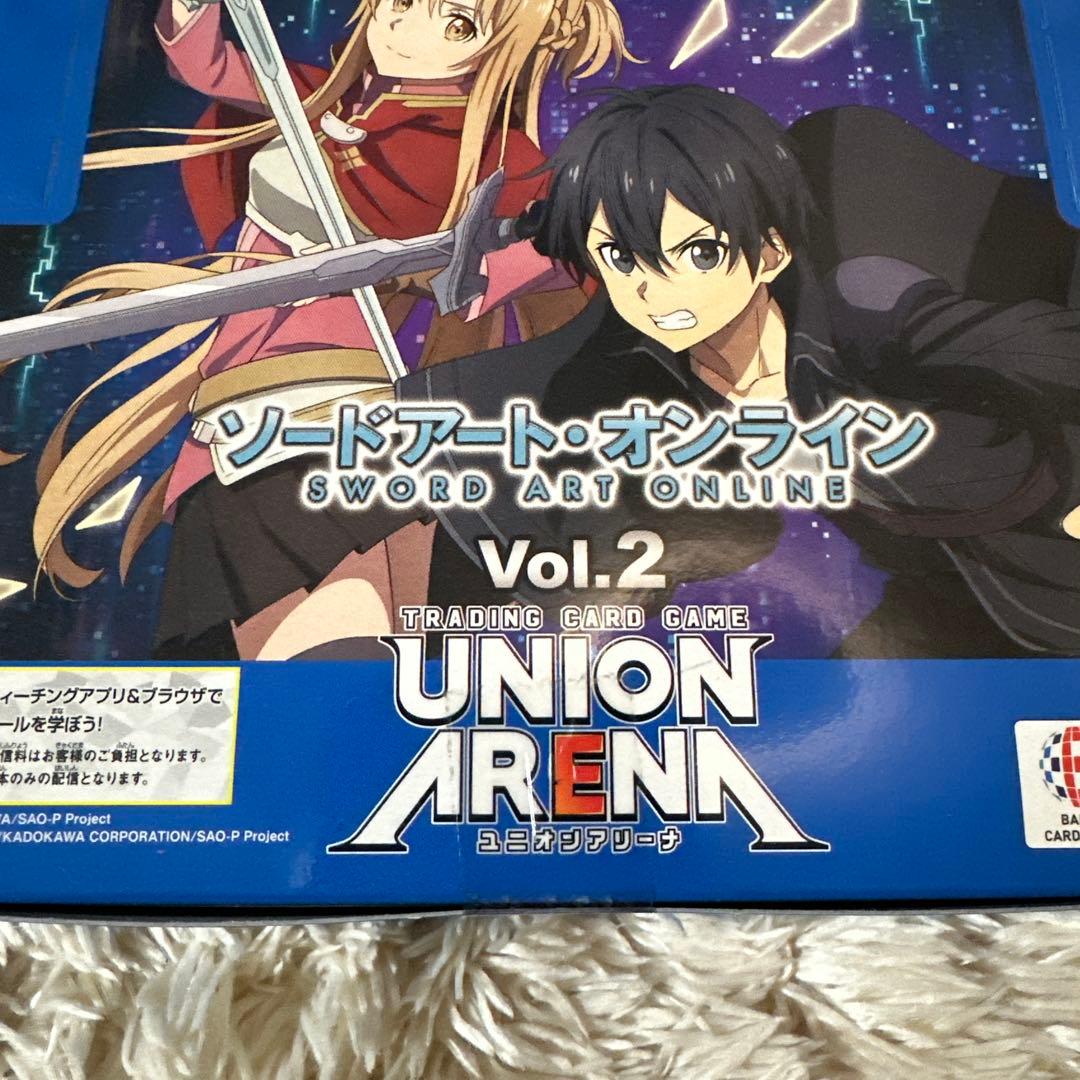 ソードアート・オンライン
SWORD ART ONLINE
Vol.2
TRADING CARD GAME
UNION
ARENA
ユニオンアリーナ
ィーチングアプリ&ブラウザで
ールを学ぼう!
信料はお客様のご負担となります。
本のみの配信となります。
A/SAO-P Project
/KADOKAWA CORPORATION/SAO-P Project
BA
CARD